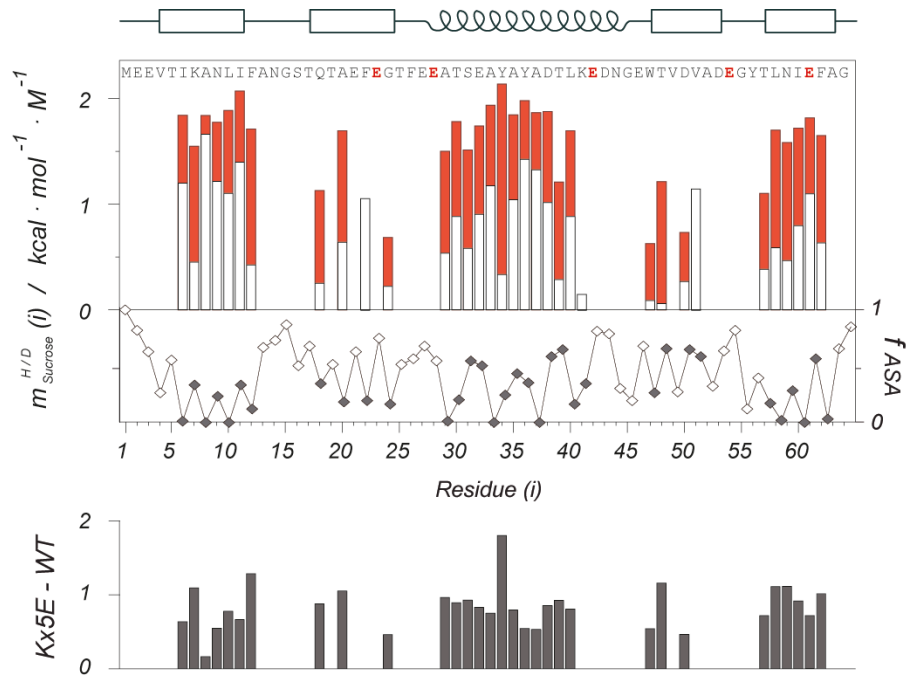 MEEVTIKANLIFANGSTQTAEFEGTFEEATSEAYAYADTLKEDNGEWTVDVADEGYTLNIEFAG
2
1
0
m H/D Sucrose (i) / kcal · mol -1 · M -1
1
0
f ASA
1 5 10 15 20 25 30 35 40 45 50 55 60
Residue (i)
2
1
0
Kx5E - WT